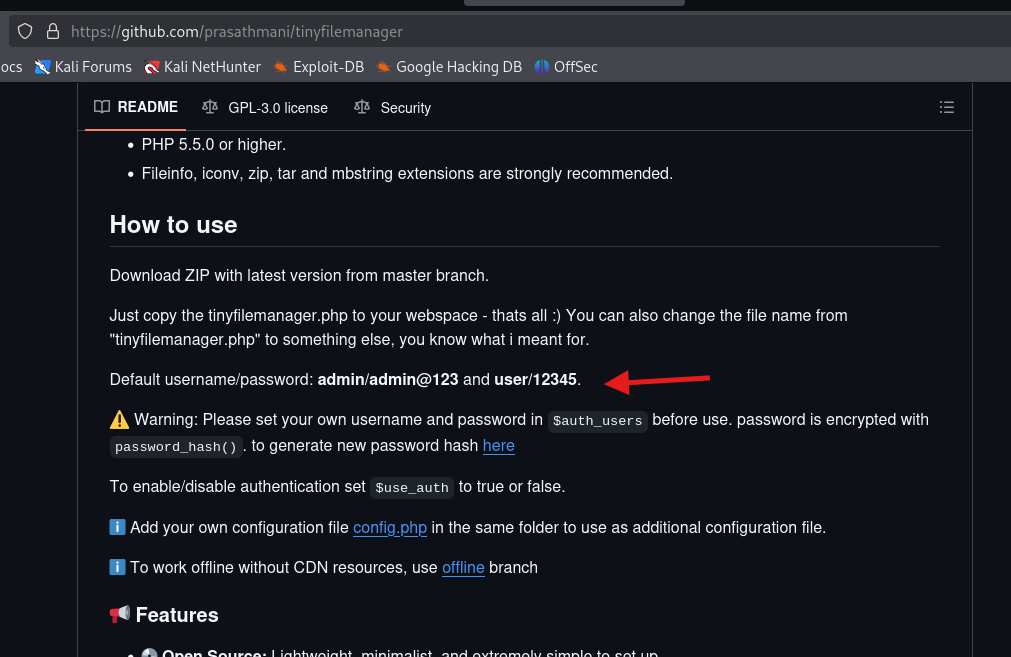 https://github.com/prasathmani/tinyfilemanager
ocs Kali Forums Kali NetHunter Exploit-DB Google Hacking DB OffSec
README GPL-3.0 license Security
PHP 5.5.0 or higher.
Fileinfo, iconv, zip, tar and mbstring extensions are strongly recommended.
How to use
Download ZIP with latest version from master branch.
Just copy the tinyfilemanager.php to your webspace - thats all :) You can also change the file name from
"tinyfilemanager.php" to something else, you know what i meant for.
Default username/password: admin/admin@123 and user/12345.
⚠️ Warning: Please set your own username and password in $auth_users before use. password is encrypted with
password_hash(). to generate new password hash here
To enable/disable authentication set $use_auth to true or false.
ℹ️ Add your own configuration file config.php in the same folder to use as additional configuration file.
ℹ️ To work offline without CDN resources, use offline branch
📢 Features
Open Source: Lightweight, minimalist, and extremely simple to set up